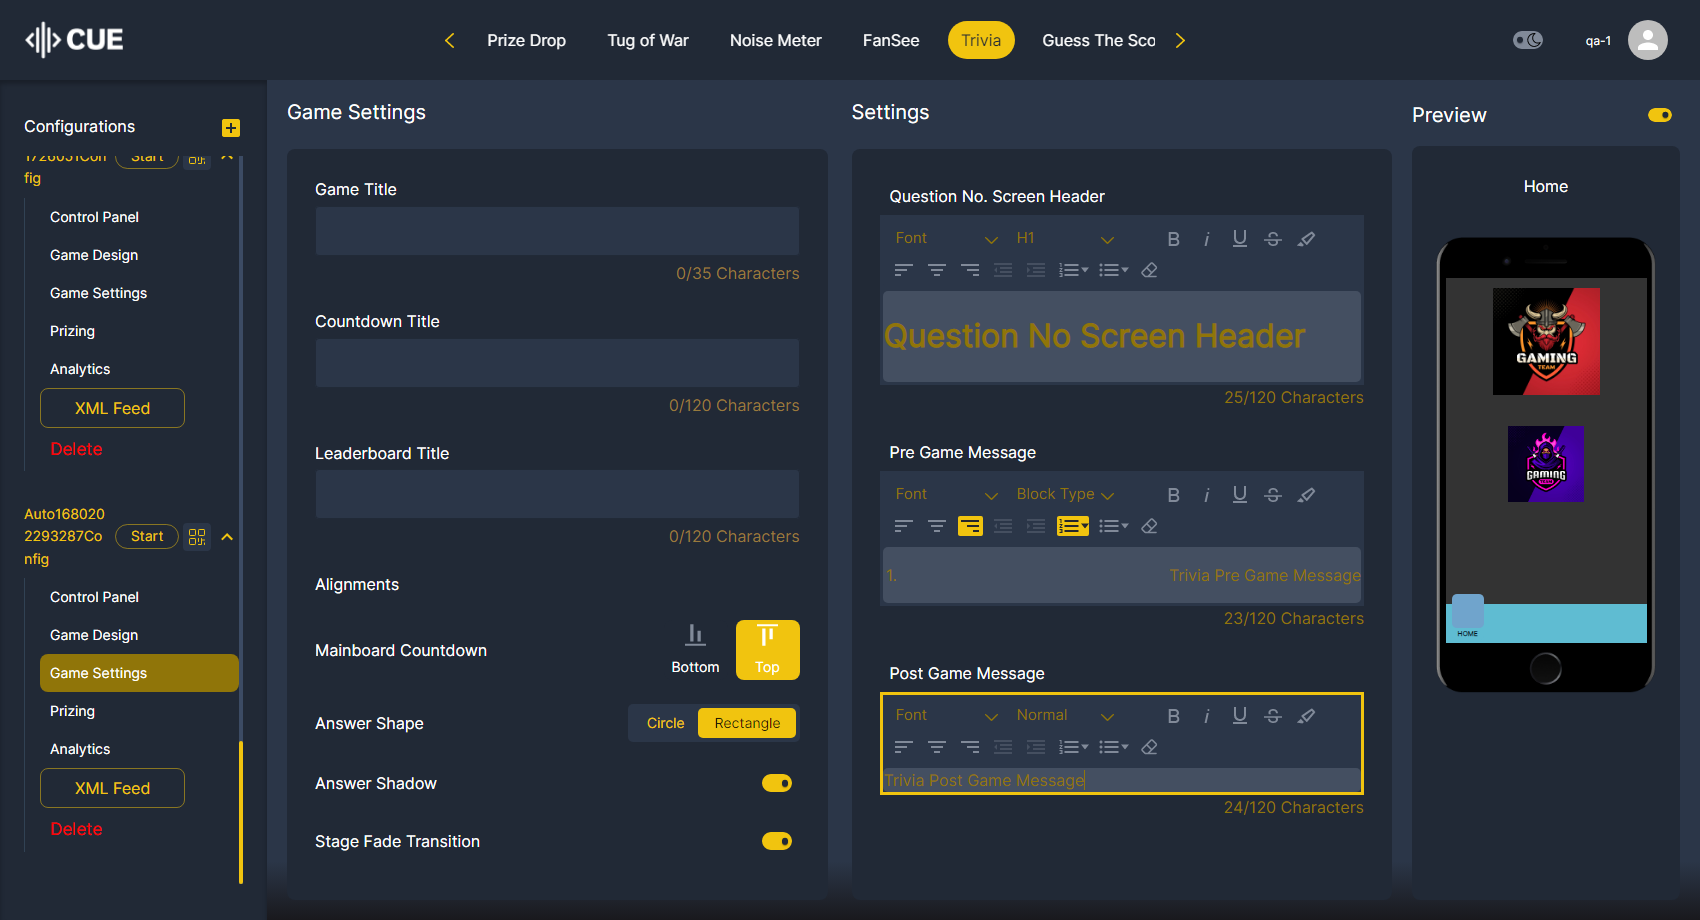 CUE
Prize Drop
Tug of War
Noise Meter
FanSee
Trivia
Guess The Sco
qa-1
Configurations
1726051Con
fig
Start
Control Panel
Game Design
Game Settings
Prizing
Analytics
XML Feed
Delete
Auto168020
2293287Co
nfig
Start
Control Panel
Game Design
Game Settings
Prizing
Analytics
XML Feed
Delete
Game Settings
Game Title
0/35 Characters
Countdown Title
0/120 Characters
Leaderboard Title
0/120 Characters
Alignments
Mainboard Countdown
Bottom
Top
Answer Shape
Circle
Rectangle
Answer Shadow
Stage Fade Transition
Settings
Question No. Screen Header
Font
H1
B i U S
Question No Screen Header
25/120 Characters
Pre Game Message
Font
Block Type
B i U S
1. Trivia Pre Game Message
23/120 Characters
Post Game Message
Font
Normal
B i U S
Trivia Post Game Message
24/120 Characters
Preview
Home
GAMING
TEAM
GAMING
TEAM
HOME